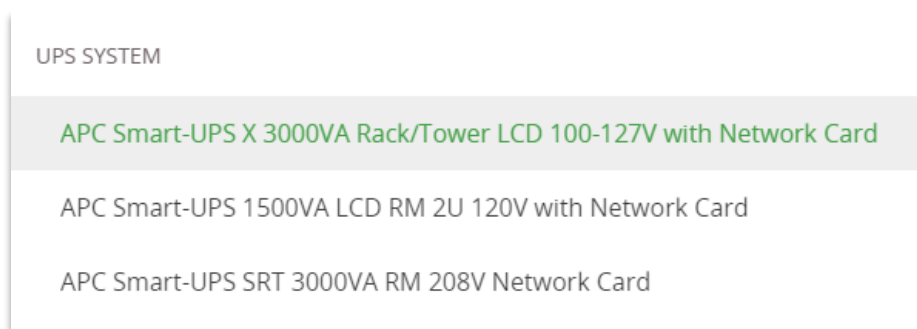 UPS SYSTEM
APC Smart-UPS X 3000VA Rack/Tower LCD 100-127V with Network Card
APC Smart-UPS 1500VA LCD RM 2U 120V with Network Card
APC Smart-UPS SRT 3000VA RM 208V Network Card